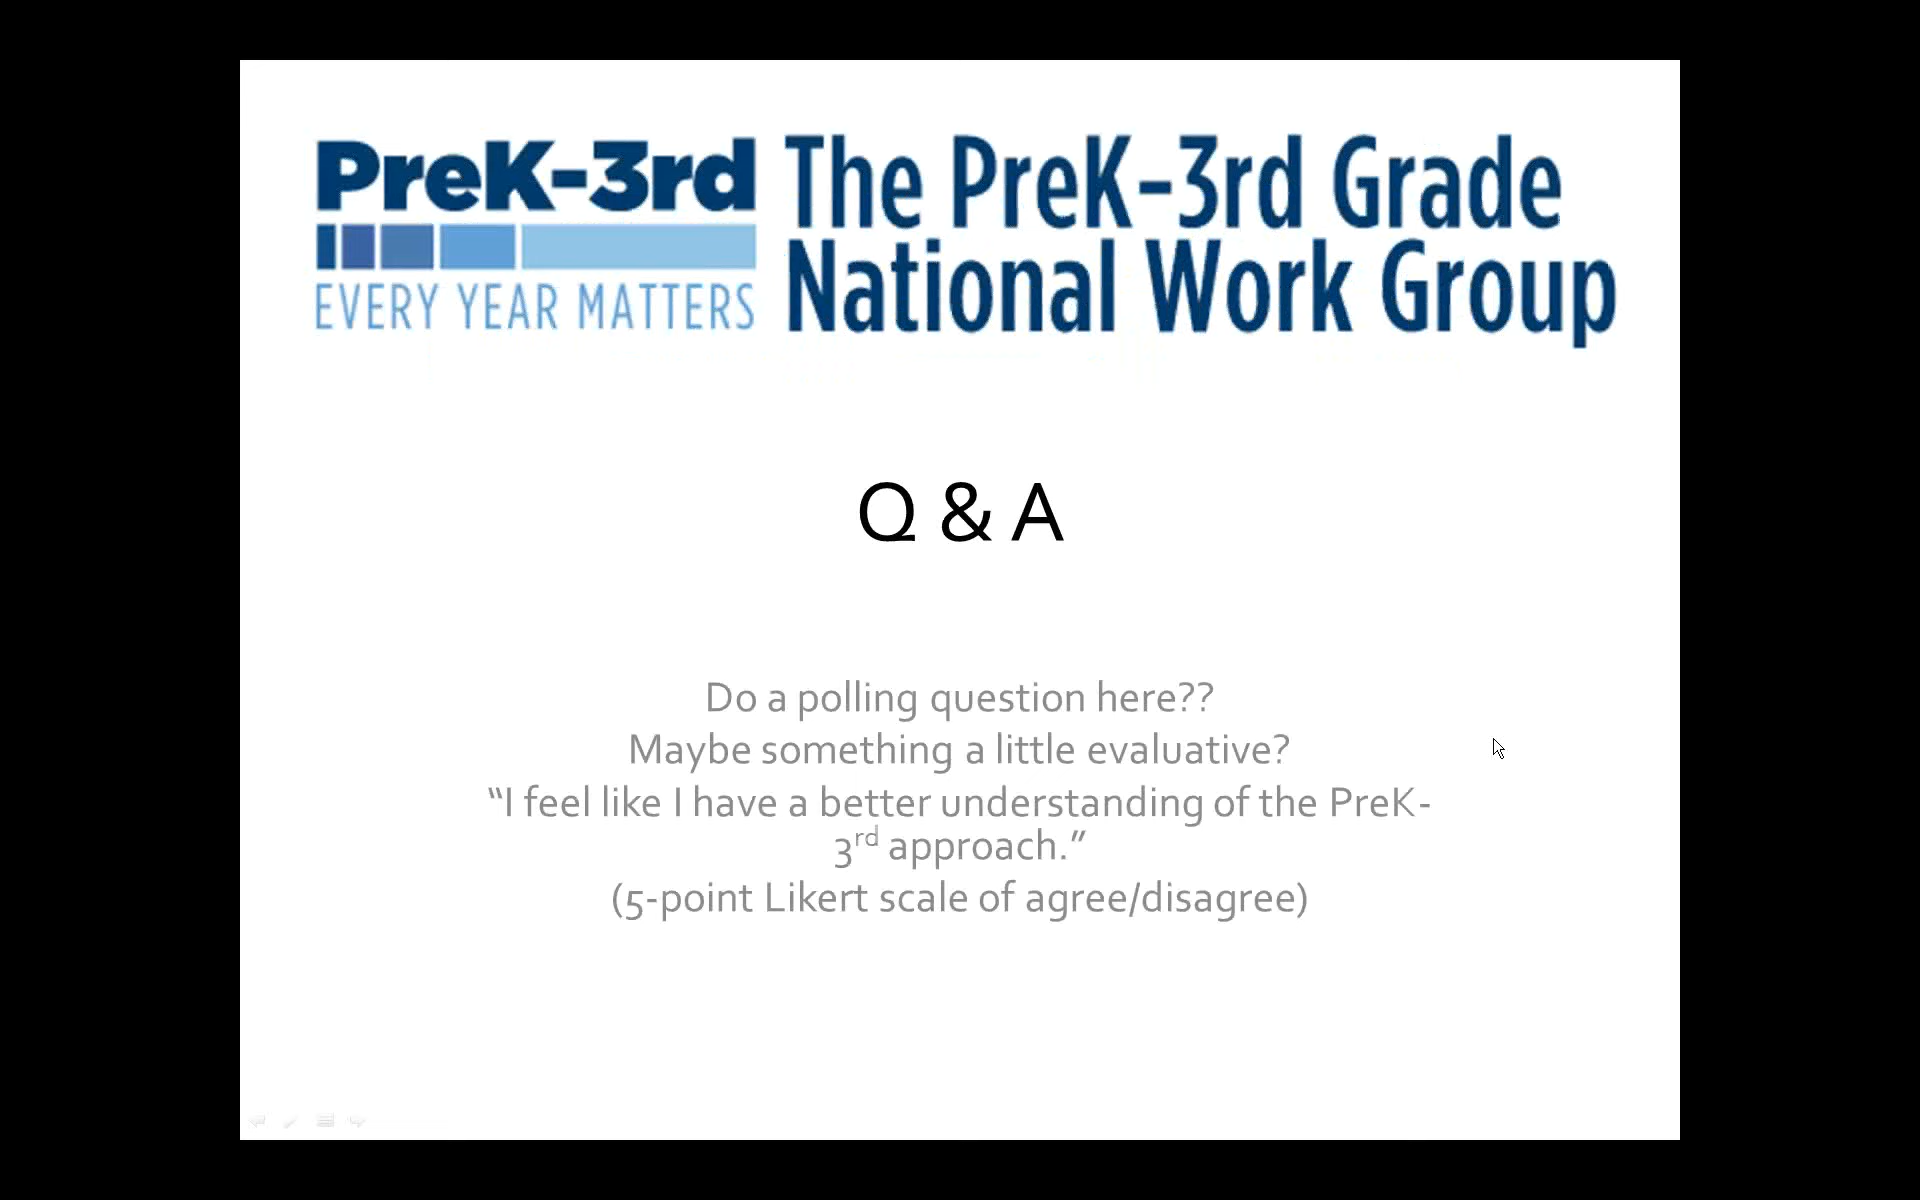 PreK-3rd
EVERY YEAR MATTERS
The PreK-3rd Grade
National Work Group
Q & A
Do a polling question here??
Maybe something a little evaluative?
“I feel like I have a better understanding of the PreK-
3rd approach.”
(5-point Likert scale of agree/disagree)